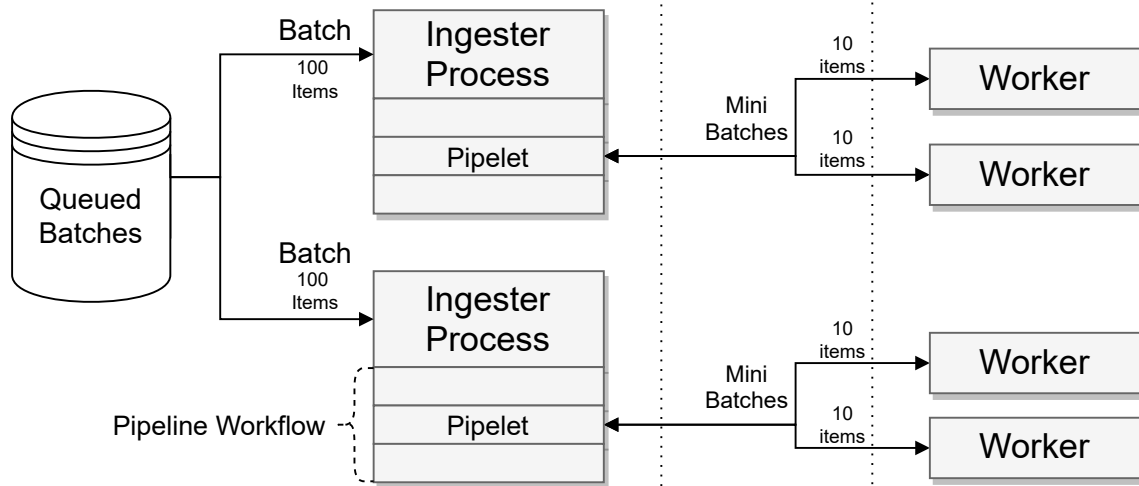 Queued
Batches
Batch
100
Items
Ingester
Process
Pipelet
Mini
Batches
10
items
Worker
10
items
Worker
Batch
100
Items
Ingester
Process
Pipelet
Pipeline Workflow
Mini
Batches
10
items
Worker
10
items
Worker